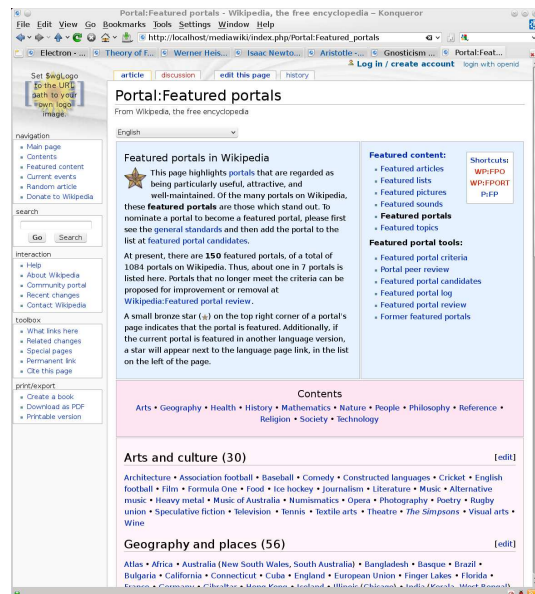 Portal:Featured portals - Wikipedia, the free encyclopedia – Konqueror
File Edit View Go Bookmarks Tools Settings Window Help
http://localhost/mediawiki/index.php/Portal:Featured_portals
Electron - ... Theory of F... Werner Heis... Isaac Newto... Aristotle -... Gnosticism ... Portal:Feat...
Log in / create account login with openid
Set $wgLogo
to the URL
path to your
own logo
image.
article discussion edit this page history
Portal:Featured portals
From Wikipedia, the free encyclopedia
English
navigation
Main page
Contents
Featured content
Current events
Random article
Donate to Wikipedia
search
Go Search
interaction
Help
About Wikipedia
Community portal
Recent changes
Contact Wikipedia
toolbox
What links here
Related changes
Special pages
Permanent link
Cite this page
print/export
Create a book
Download as PDF
Printable version
Featured portals in Wikipedia
This page highlights portals that are regarded as
being particularly useful, attractive, and
well-maintained. Of the many portals on Wikipedia,
these featured portals are those which stand out. To
nominate a portal to become a featured portal, please first
see the general standards and then add the portal to the
list at featured portal candidates.
At present, there are 150 featured portals, of a total of
1084 portals on Wikipedia. Thus, about one in 7 portals is
listed here. Portals that no longer meet the criteria can be
proposed for improvement or removal at
Wikipedia:Featured portal review.
A small bronze star (★) on the top right corner of a portal's
page indicates that the portal is featured. Additionally, if
the current portal is featured in another language version,
a star will appear next to the language page link, in the list
on the left of the page.
Featured content:
Featured articles
Featured lists
Featured pictures
Featured sounds
Featured portals
Featured topics
Shortcuts:
WP:FPO
WP:FPORT
P:FP
Featured portal tools:
Featured portal criteria
Portal peer review
Featured portal candidates
Featured portal log
Featured portal review
Former featured portals
Contents
Arts • Geography • Health • History • Mathematics • Nature • People • Philosophy • Reference •
Religion • Society • Technology
Arts and culture (30) [edit]
Architecture • Association football • Baseball • Comedy • Constructed languages • Cricket • English
football • Film • Formula One • Food • Ice hockey • Journalism • Literature • Music • Alternative
music • Heavy metal • Music of Australia • Numismatics • Opera • Photography • Poetry • Rugby
union • Speculative fiction • Television • Tennis • Textile arts • Theatre • The Simpsons • Visual arts •
Wine
Geography and places (56) [edit]
Atlas • Africa • Australia (New South Wales, South Australia) • Bangladesh • Basque • Brazil •
Bulgaria • California • Connecticut • Cuba • England • European Union • Finger Lakes • Florida •
France • Germany • Gibraltar • Hong Kong • Iceland • Illinois (Chicago) • India (Kerala, West Bengal)